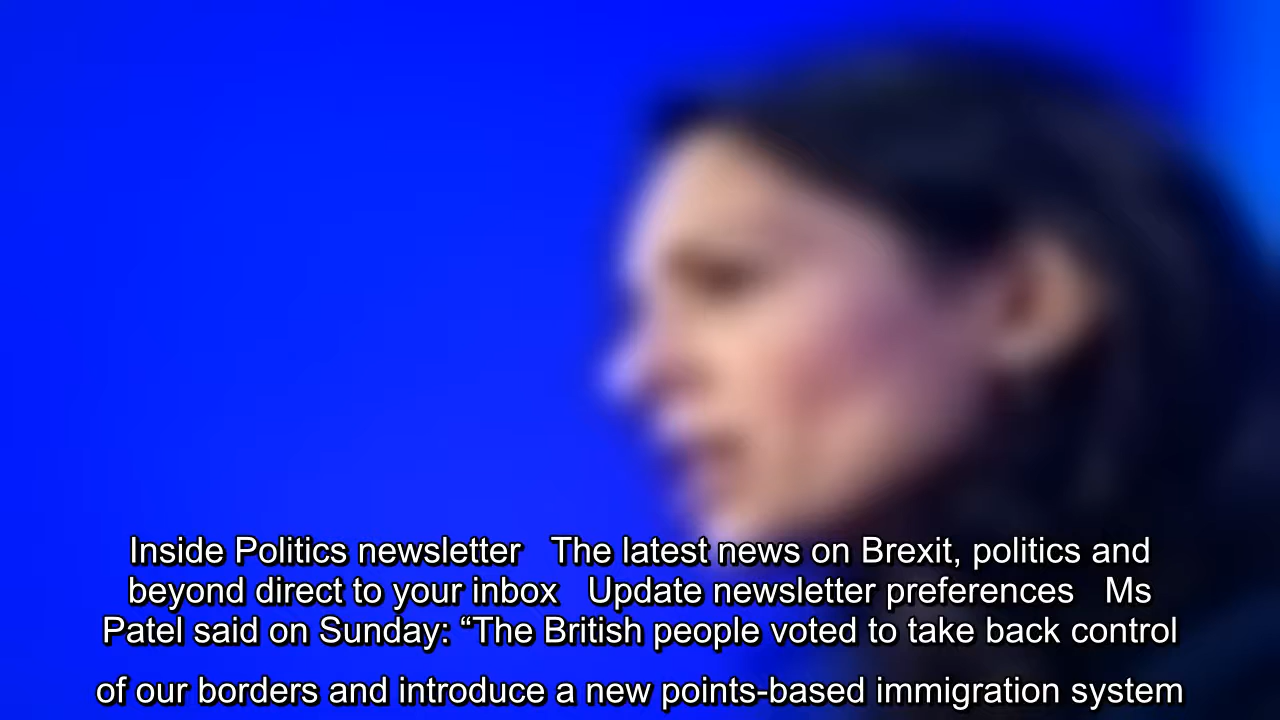 Inside Politics newsletter   The latest news on Brexit, politics and
beyond direct to your inbox   Update newsletter preferences   Ms
Patel said on Sunday: “The British people voted to take back control
of our borders and introduce a new points-based immigration system